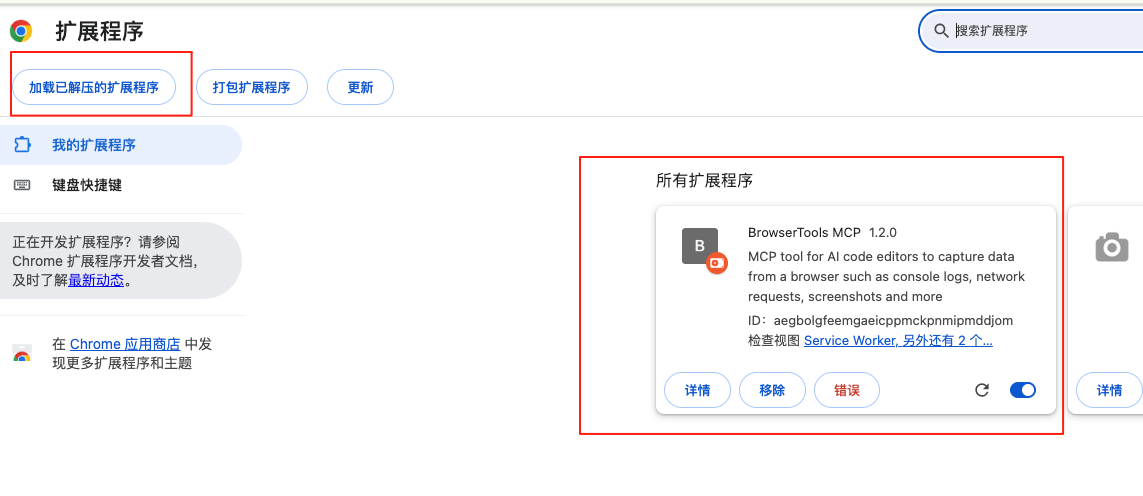 扩展程序
搜索扩展程序
加载已解压的扩展程序
打包扩展程序
更新
我的扩展程序
键盘快捷键
正在开发扩展程序？请参阅
Chrome 扩展程序开发者文档，
及时了解最新动态。
在 Chrome 应用商店 中发
现更多扩展程序和主题
所有扩展程序
B
BrowserTools MCP 1.2.0
MCP tool for AI code editors to capture data
from a browser such as console logs, network
requests, screenshots and more
ID：aegbolgfeemgaeicppmckpnmipmddjom
检查视图 Service Worker, 另外还有 2 个…
详情
移除
错误
详情